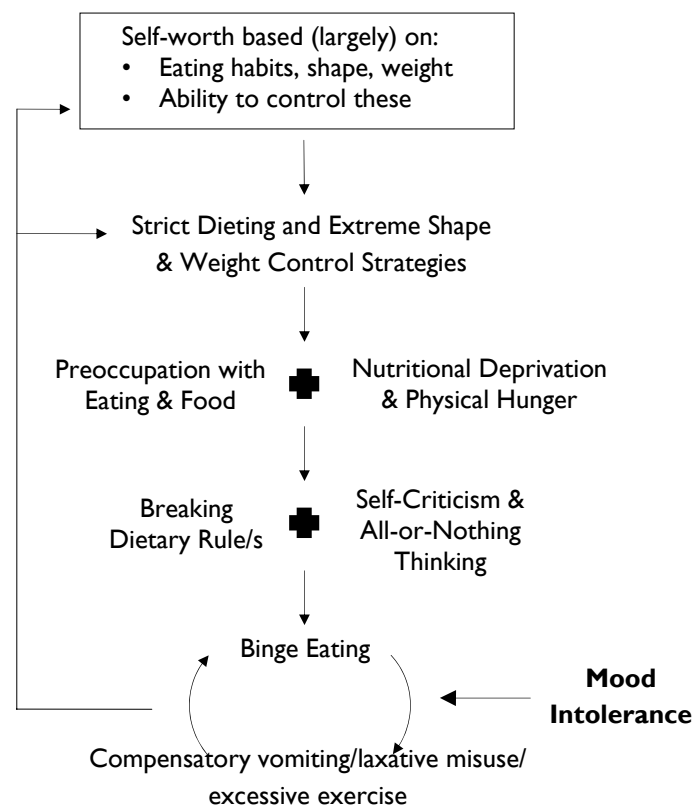 Self-worth based (largely) on:
• Eating habits, shape, weight
• Ability to control these
Strict Dieting and Extreme Shape
& Weight Control Strategies
Preoccupation with
Eating & Food
Nutritional Deprivation
& Physical Hunger
Breaking
Dietary Rule/s
Self-Criticism &
All-or-Nothing
Thinking
Binge Eating
Mood
Intolerance
Compensatory vomiting/laxative misuse/
excessive exercise